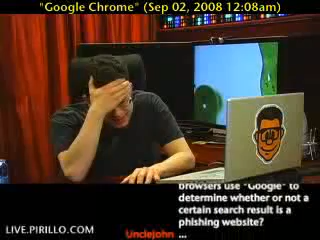 "Google Chrome" (Sep 02, 2008 12:08am)
browsers use "Google" to
determine whether or not a
certain search result is a
phishing website?
LIVE.PIRILLO.COM
UncleJohn ...